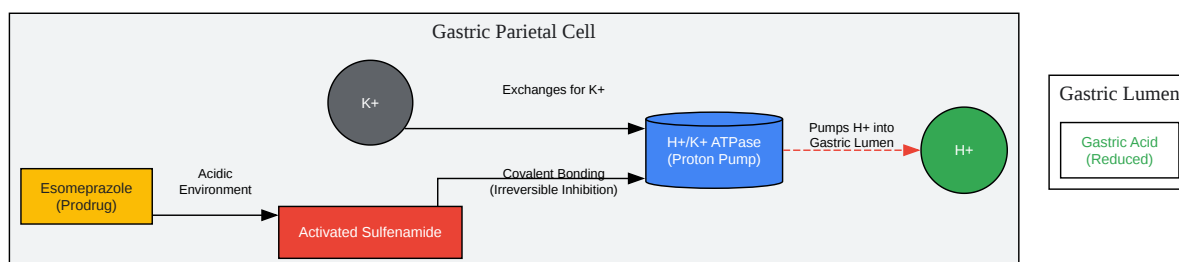 Gastric Parietal Cell
K+
Exchanges for K+
H+/K+ ATPase
(Proton Pump)
Pumps H+ into
Gastric Lumen
H+
Gastric Lumen
Gastric Acid
(Reduced)
Esomeprazole
(Prodrug)
Acidic
Environment
Activated Sulfenamide
Covalent Bonding
(Irreversible Inhibition)